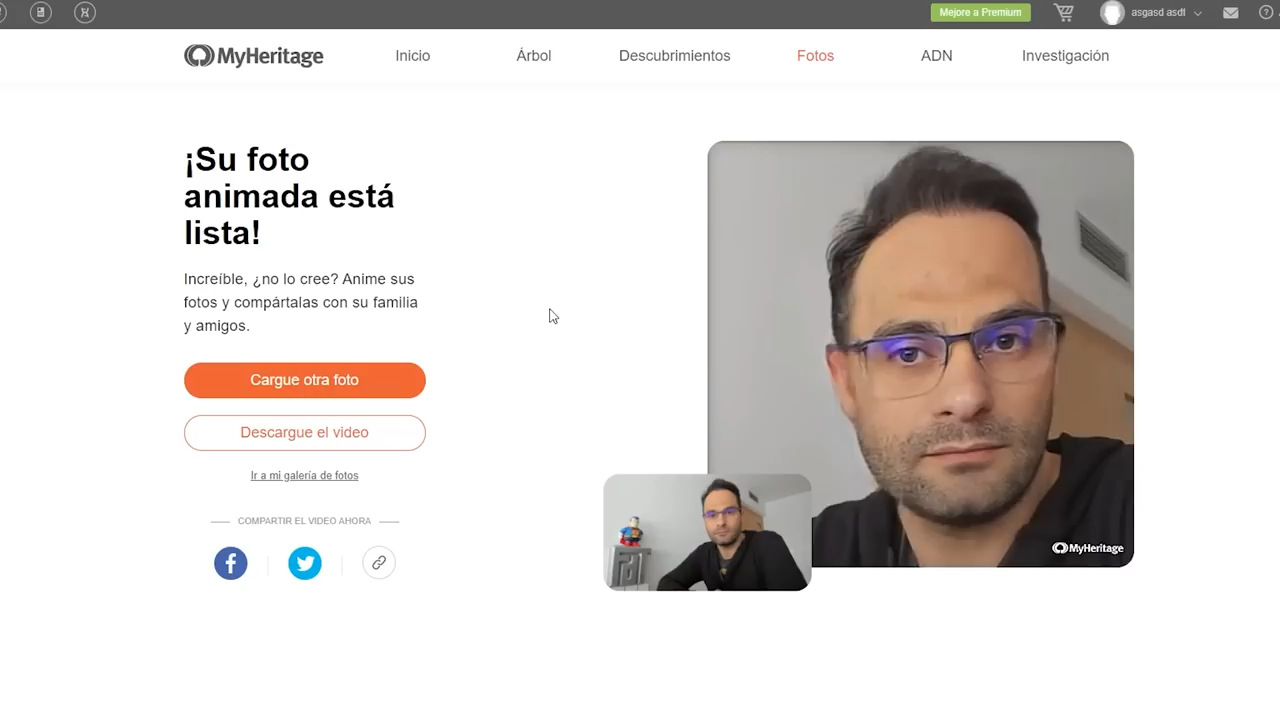 Mejore a Premium
asgasd asdf
MyHeritage
Inicio
Árbol
Descubrimientos
Fotos
ADN
Investigación
¡Su foto
animada está
lista!
Increíble, ¿no lo cree? Anime sus
fotos y compártalas con su familia
y amigos.
Cargue otra foto
Descargue el video
Ir a mi galería de fotos
COMPARTIR EL VIDEO AHORA
MyHeritage